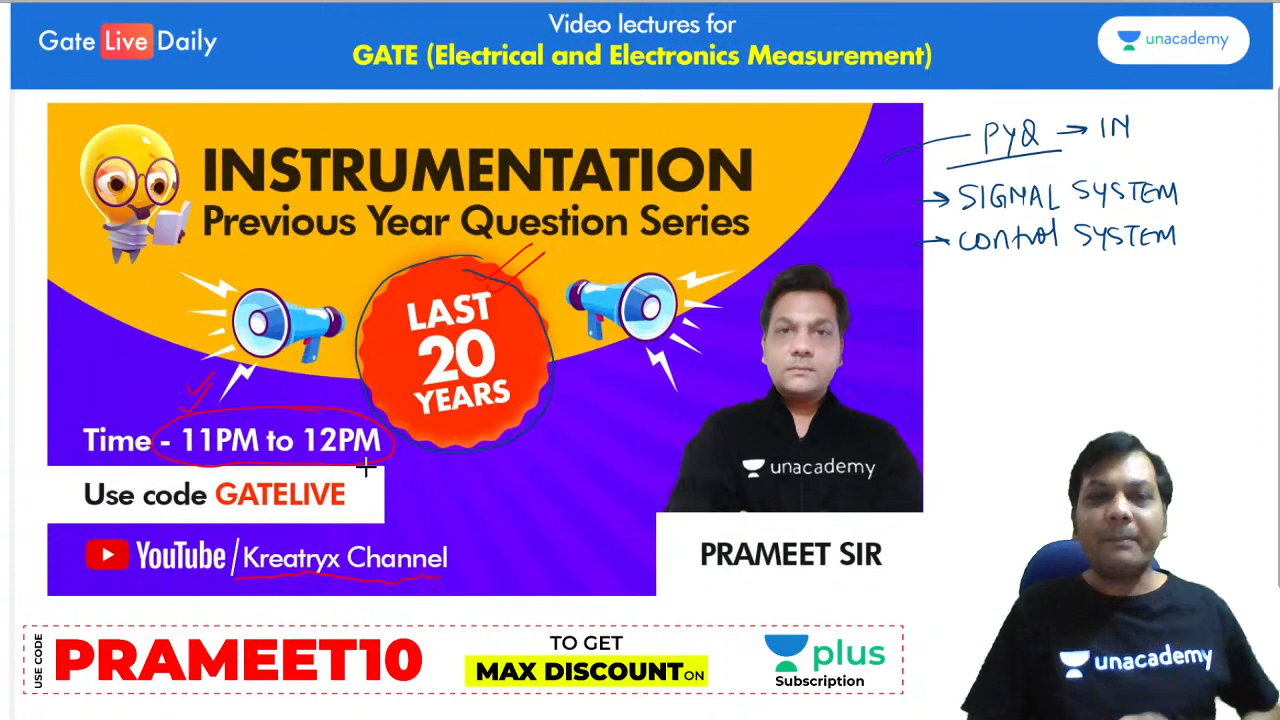 Gate Live Daily
Video lectures for
GATE (Electrical and Electronics Measurement)
unacademy
INSTRUMENTATION
Previous Year Question Series
PYQ → IN
→ SIGNAL SYSTEM
→ Control SYSTEM
LAST
20
YEARS
Time - 11PM to 12PM
Use code GATELIVE
YouTube / Kreatryx Channel
unacademy
PRAMEET SIR
USE CODE
PRAMEET10
TO GET
MAX DISCOUNT ON
plus
Subscription
unacademy